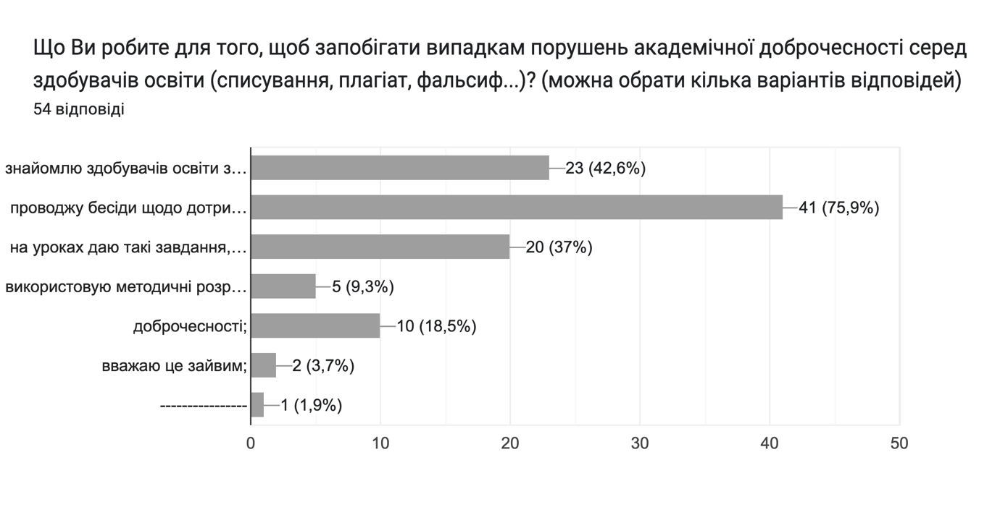 Що Ви робите для того, щоб запобігати випадкам порушень академічної доброчесності серед
здобувачів освіти (списування, плагіат, фальсиф...)? (можна обрати кілька варіантів відповідей)
54 відповіді
знайомлю здобувачів освіти з… 23 (42,6%)
проводжу бесіди щодо дотри… 41 (75,9%)
на уроках даю такі завдання,… 20 (37%)
використовую методичні розр… 5 (9,3%)
доброчесності; 10 (18,5%)
вважаю це зайвим; 2 (3,7%)
---------------- 1 (1,9%)
0 10 20 30 40 50